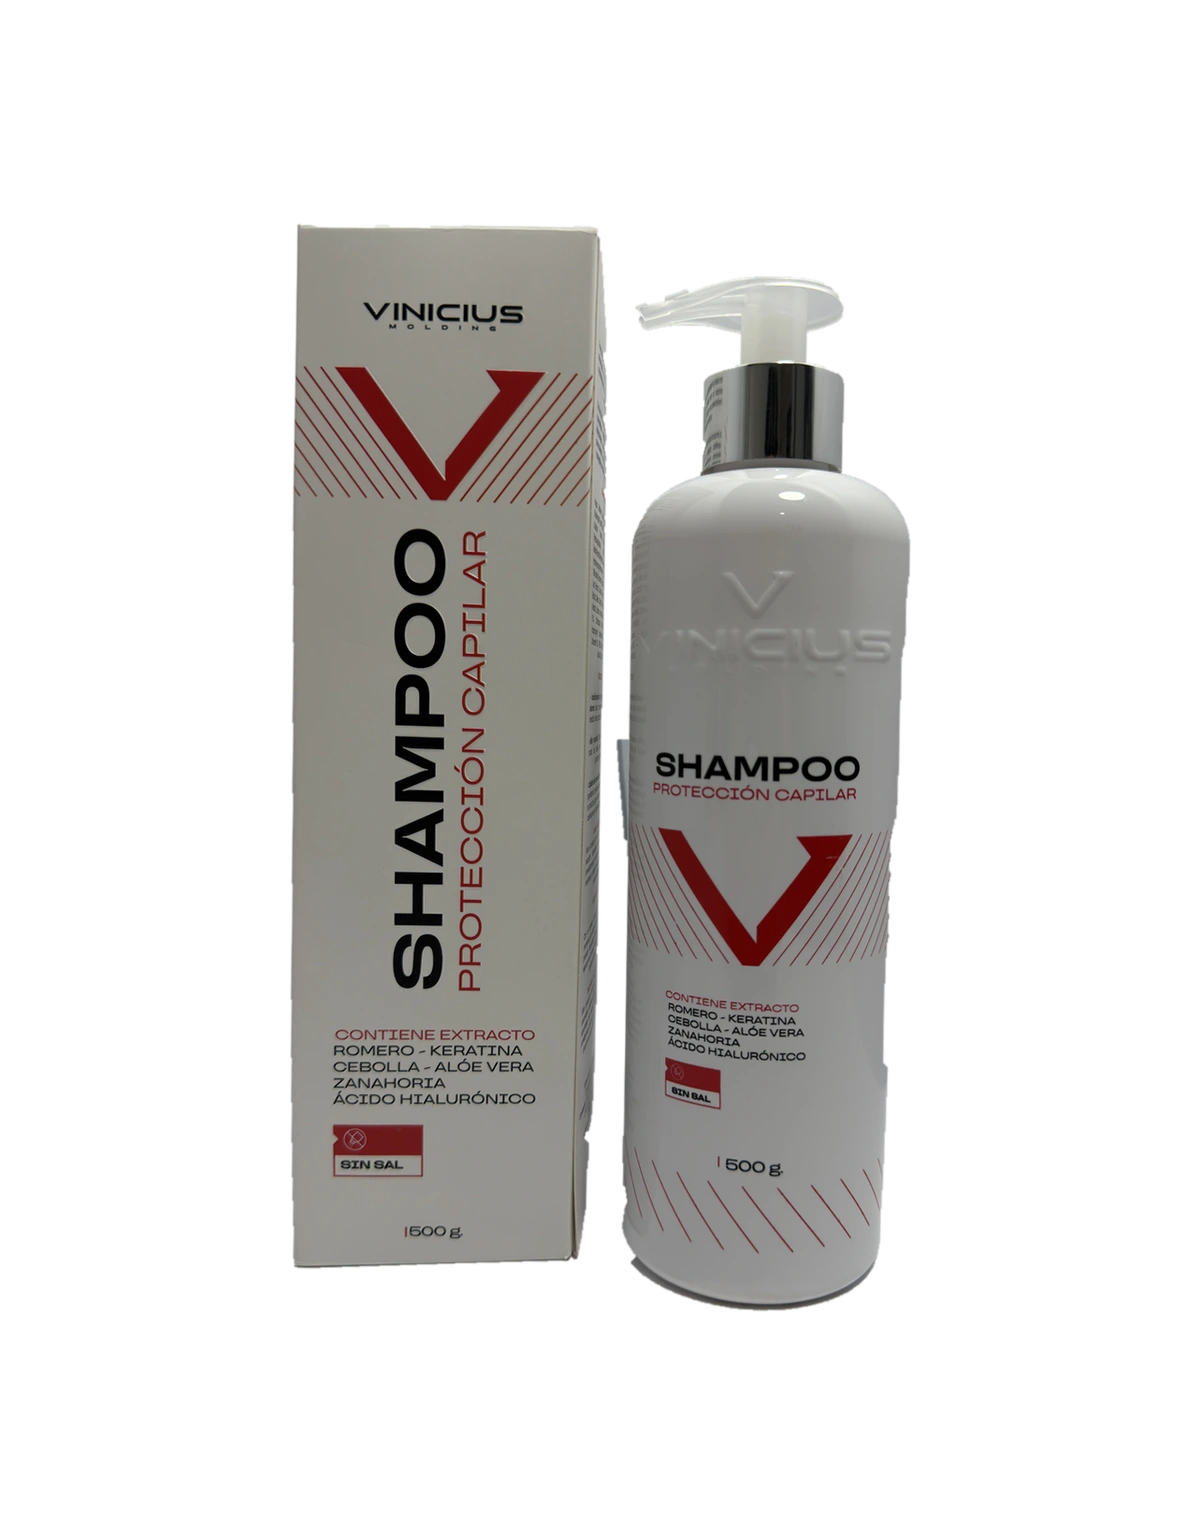 VINICIUS
MOLDING
SHAMPOO
PROTECCIÓN CAPILAR
CONTIENE EXTRACTO
ROMERO - KERATINA
CEBOLLA - ALÓE VERA
ZANAHORIA
ÁCIDO HIALURÓNICO
SIN SAL
500 g.
VINICIUS
SHAMPOO
PROTECCIÓN CAPILAR
CONTIENE EXTRACTO
ROMERO - KERATINA
CEBOLLA - ALÓE VERA
ZANAHORIA
ÁCIDO HIALURÓNICO
SIN SAL
500 g.